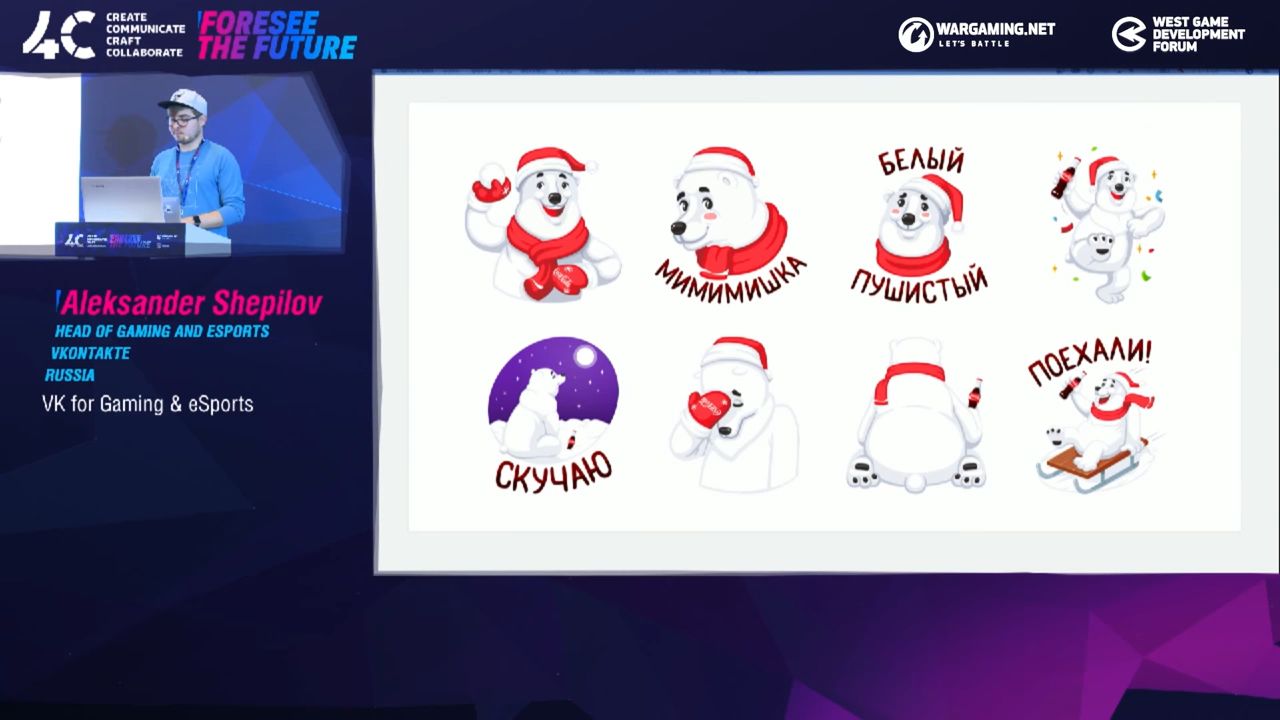 4C
CREATE
COMMUNICATE
CRAFT
COLLABORATE
FORESEE
THE FUTURE
WARGAMING.NET
LET'S BATTLE
WEST GAME
DEVELOPMENT
FORUM
Aleksander Shepilov
HEAD OF GAMING AND ESPORTS
VKONTAKTE
RUSSIA
VK for Gaming & eSports
МИМИМИШКА
БЕЛЫЙ
ПУШИСТЫЙ
СКУЧАЮ
ПОЕХАЛИ!
4C